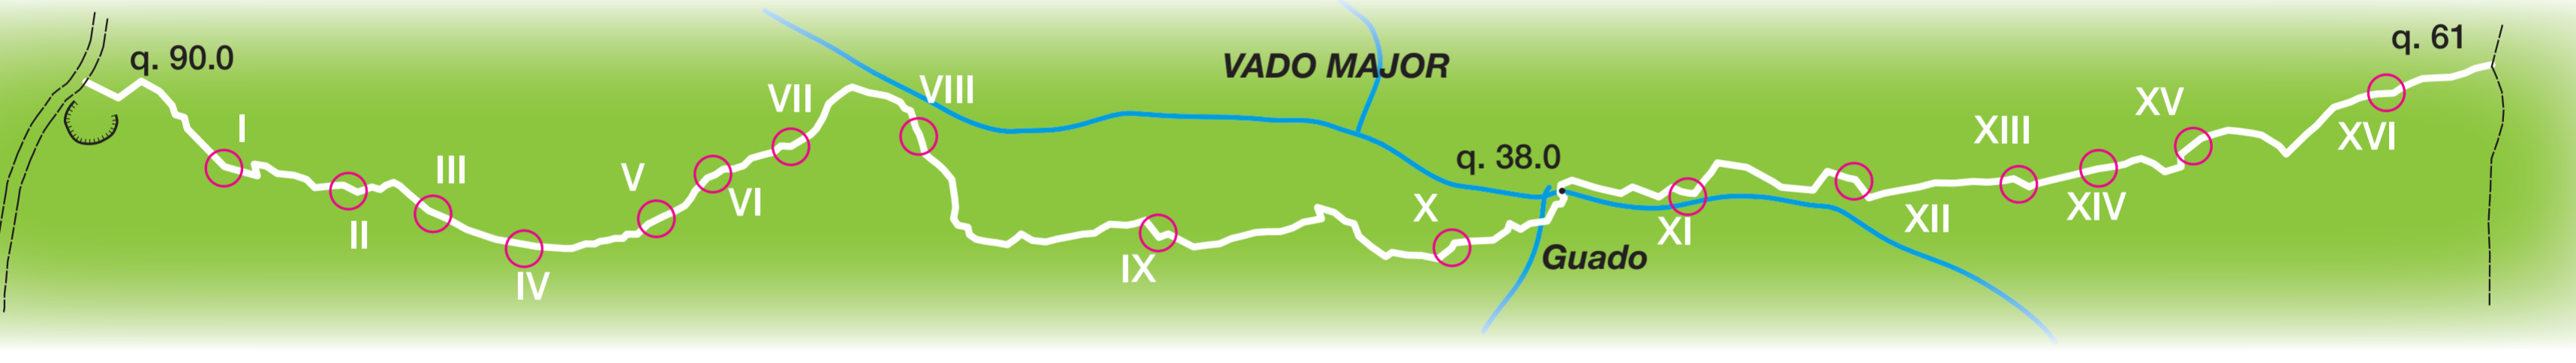 q. 90.0
I
II
III
IV
V
VI
VII
VIII
VADO MAJOR
IX
X
q. 38.0
Guado
XI
XII
XIII
XIV
XV
XVI
q. 61